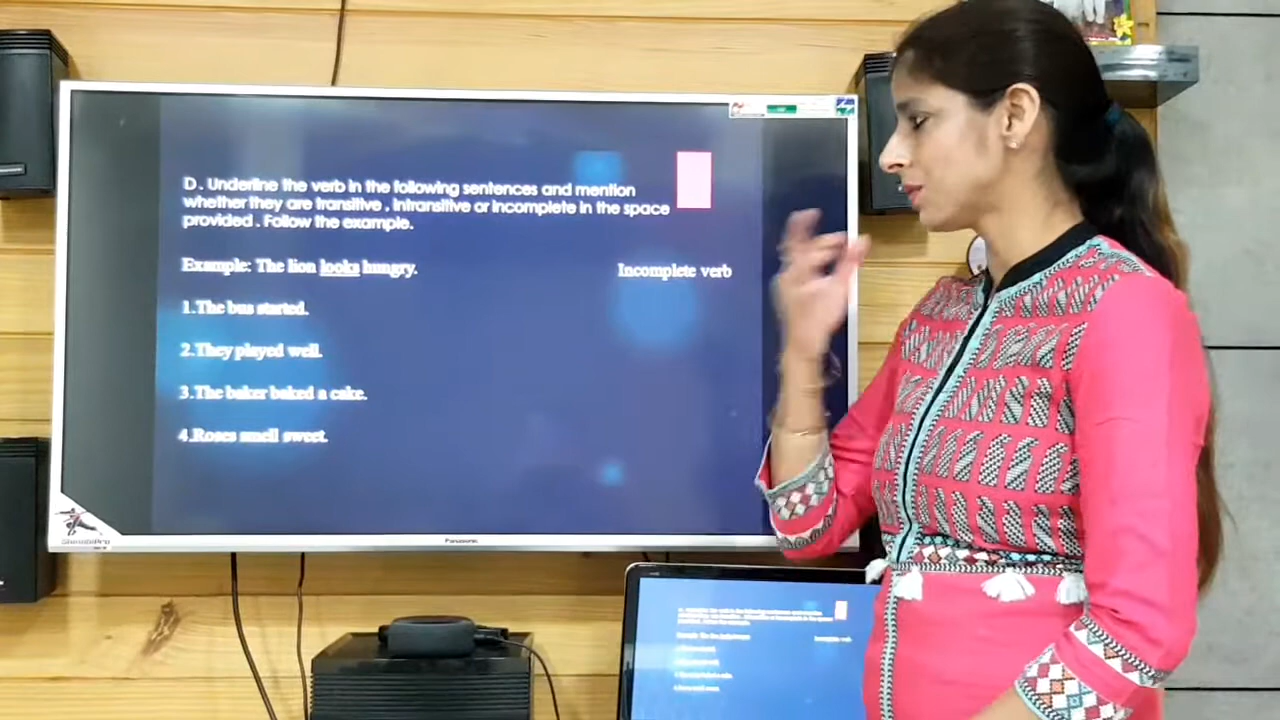 D. Underline the verb in the following sentences and mention
whether they are transitive , intransitive or incomplete in the space
provided . Follow the example.
Example: The lion looks hungry. Incomplete verb
1.The bus started.
2.They played well.
3.The baker baked a cake.
4.Roses smell sweet.
Panasonic